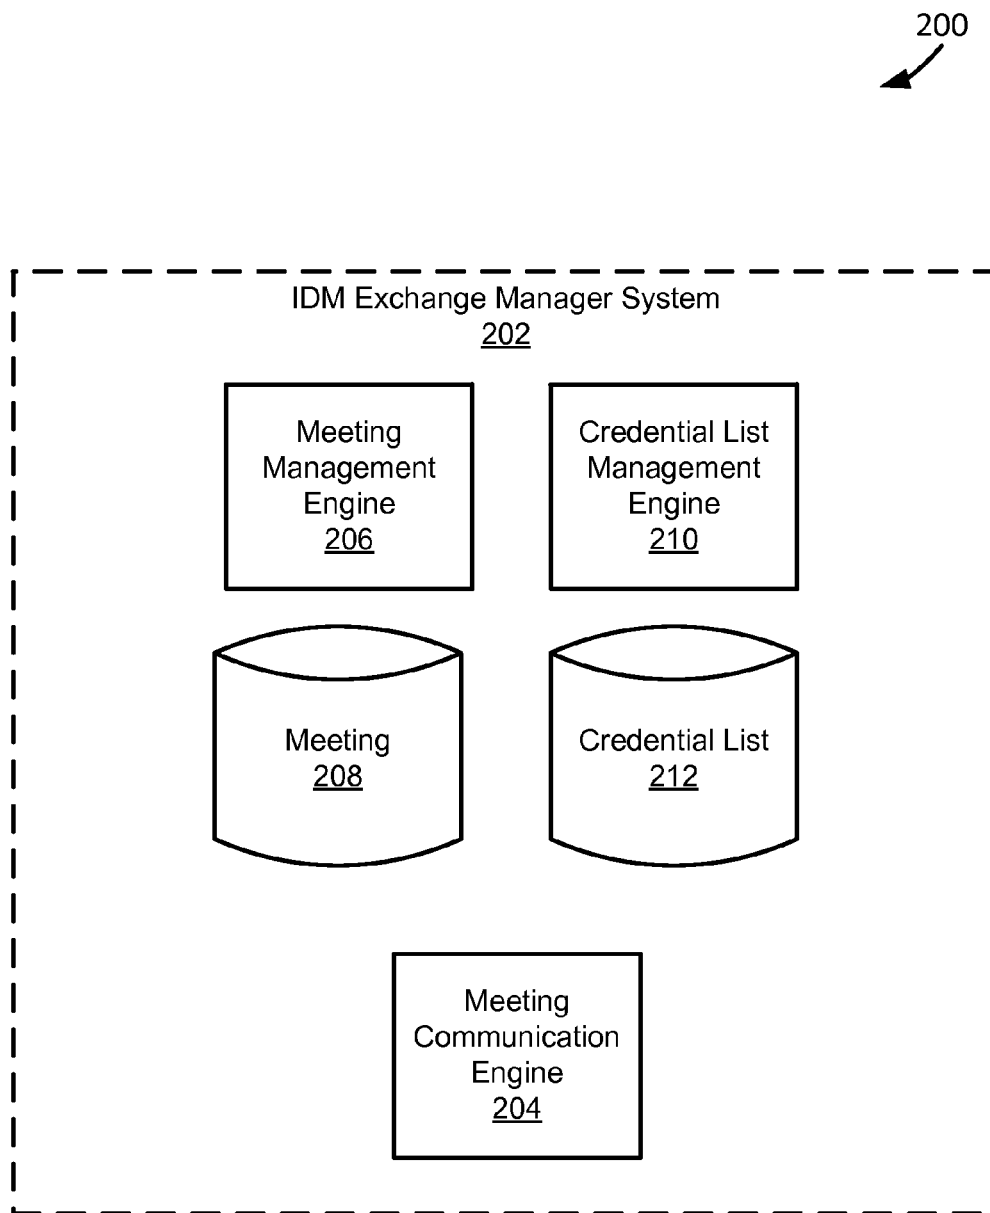 200
IDM Exchange Manager System
202
Meeting
Management
Engine
206
Credential List
Management
Engine
210
Meeting
208
Credential List
212
Meeting
Communication
Engine
204